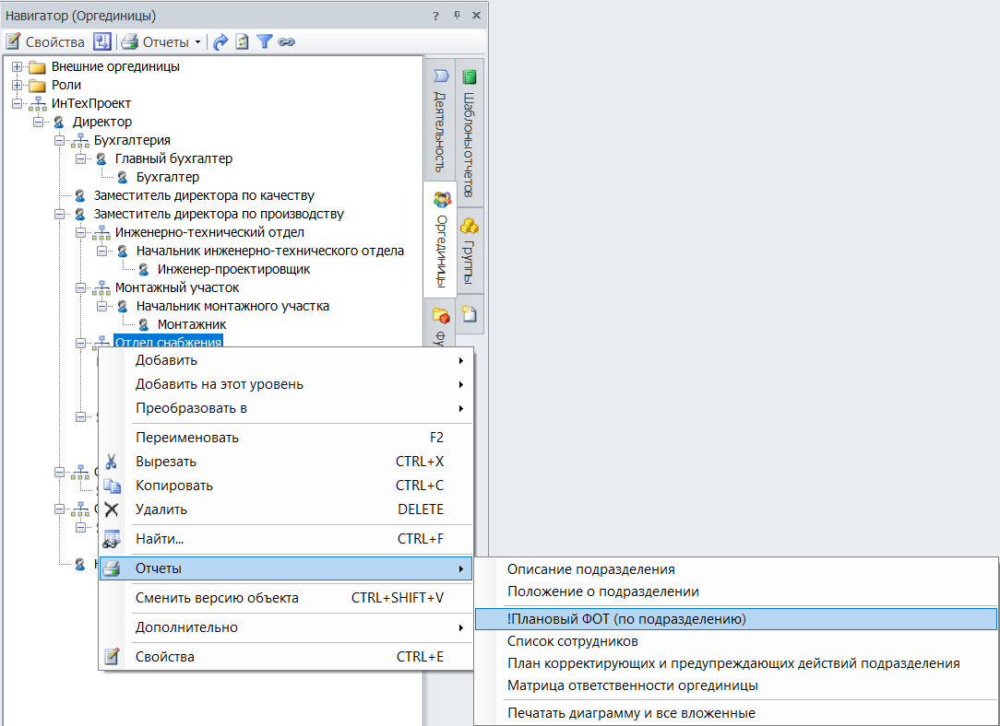 Навигатор (Оргединицы)
Свойства
Отчеты
Внешние оргединицы
Роли
ИнТехПроект
Директор
Бухгалтерия
Главный бухгалтер
Бухгалтер
Заместитель директора по качеству
Заместитель директора по производству
Инженерно-технический отдел
Начальник инженерно-технического отдела
Инженер-проектировщик
Монтажный участок
Начальник монтажного участка
Монтажник
Отдел снабжения
Деятельность
Шаблоны отчетов
Оргединицы
Группы
Добавить
Добавить на этот уровень
Преобразовать в
Переименовать F2
Вырезать CTRL+X
Копировать CTRL+C
Удалить DELETE
Найти... CTRL+F
Отчеты
Сменить версию объекта CTRL+SHIFT+V
Дополнительно
Свойства CTRL+E
Описание подразделения
Положение о подразделении
!Плановый ФОТ (по подразделению)
Список сотрудников
План корректирующих и предупреждающих действий подразделения
Матрица ответственности оргединицы
Печатать диаграмму и все вложенные